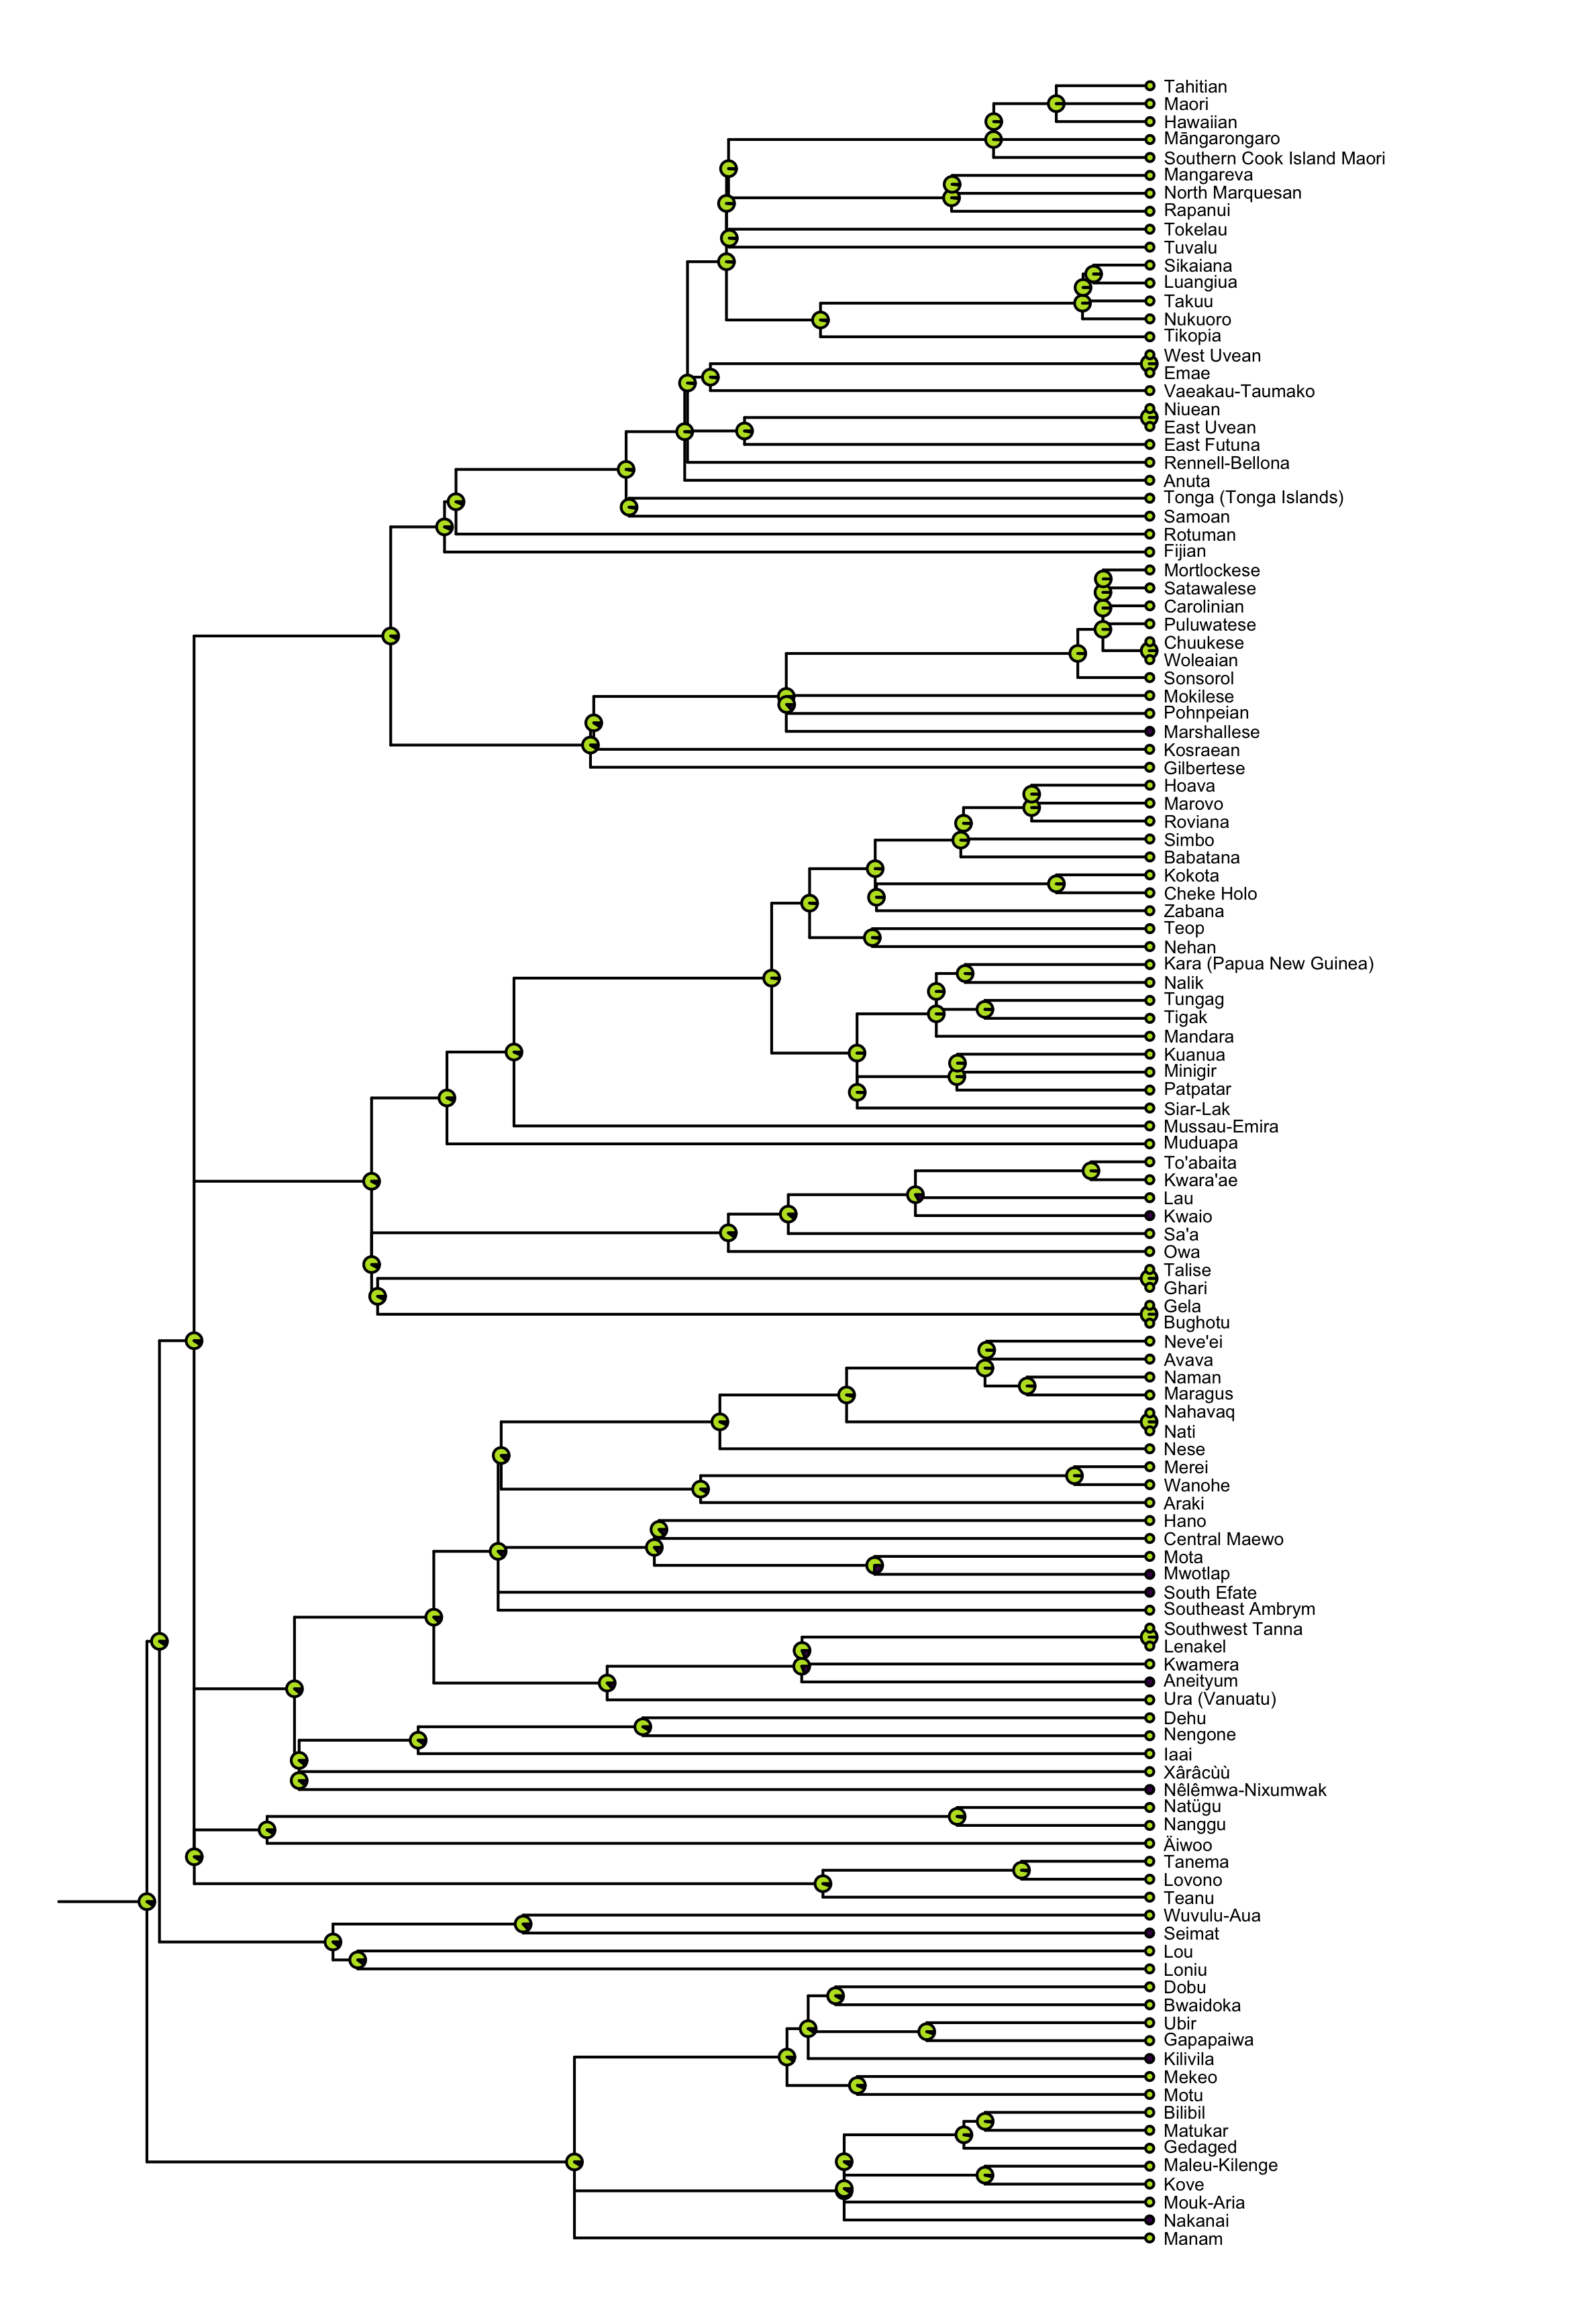 Tahitian
Maori
Hawaiian
Māngarongaro
Southern Cook Island Maori
Mangareva
North Marquesan
Rapanui
Tokelau
Tuvalu
Sikaiana
Luangiua
Takuu
Nukuoro
Tikopia
West Uvean
Emae
Vaeakau-Taumako
Niuean
East Uvean
East Futuna
Rennell-Bellona
Anuta
Tonga (Tonga Islands)
Samoan
Rotuman
Fijian
Mortlockese
Satawalese
Carolinian
Puluwatese
Chuukese
Woleaian
Sonsorol
Mokilese
Pohnpeian
Marshallese
Kosraean
Gilbertese
Hoava
Marovo
Roviana
Simbo
Babatana
Kokota
Cheke Holo
Zabana
Teop
Nehan
Kara (Papua New Guinea)
Nalik
Tungag
Tigak
Mandara
Kuanua
Minigir
Patpatar
Siar-Lak
Mussau-Emira
Muduapa
To'abaita
Kwara'ae
Lau
Kwaio
Sa'a
Owa
Talise
Ghari
Gela
Bughotu
Neve'ei
Avava
Naman
Maragus
Nahavaq
Nati
Nese
Merei
Wanohe
Araki
Hano
Central Maewo
Mota
Mwotlap
South Efate
Southeast Ambrym
Southwest Tanna
Lenakel
Kwamera
Aneityum
Ura (Vanuatu)
Dehu
Nengone
Iaai
Xârâcùù
Nêlêmwa-Nixumwak
Natügu
Nanggu
Äiwoo
Tanema
Lovono
Teanu
Wuvulu-Aua
Seimat
Lou
Loniu
Dobu
Bwaidoka
Ubir
Gapapaiwa
Kilivila
Mekeo
Motu
Bilibil
Matukar
Gedaged
Maleu-Kilenge
Kove
Mouk-Aria
Nakanai
Manam